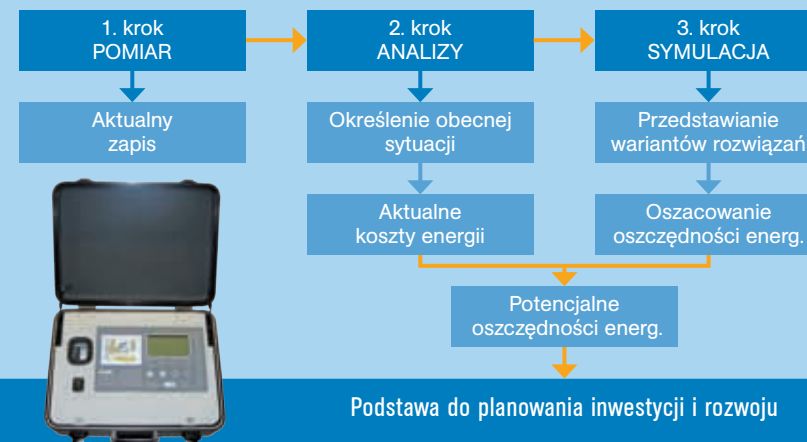 1. krok
POMIAR
2. krok
ANALIZY
3. krok
SYMULACJA
Aktualny
zapis
Określenie obecnej
sytuacji
Przedstawianie
wariantów rozwiązań
Aktualne
koszty energii
Oszacowanie
oszczędności energ.
Potencjalne
oszczędności energ.
Podstawa do planowania inwestycji i rozwoju